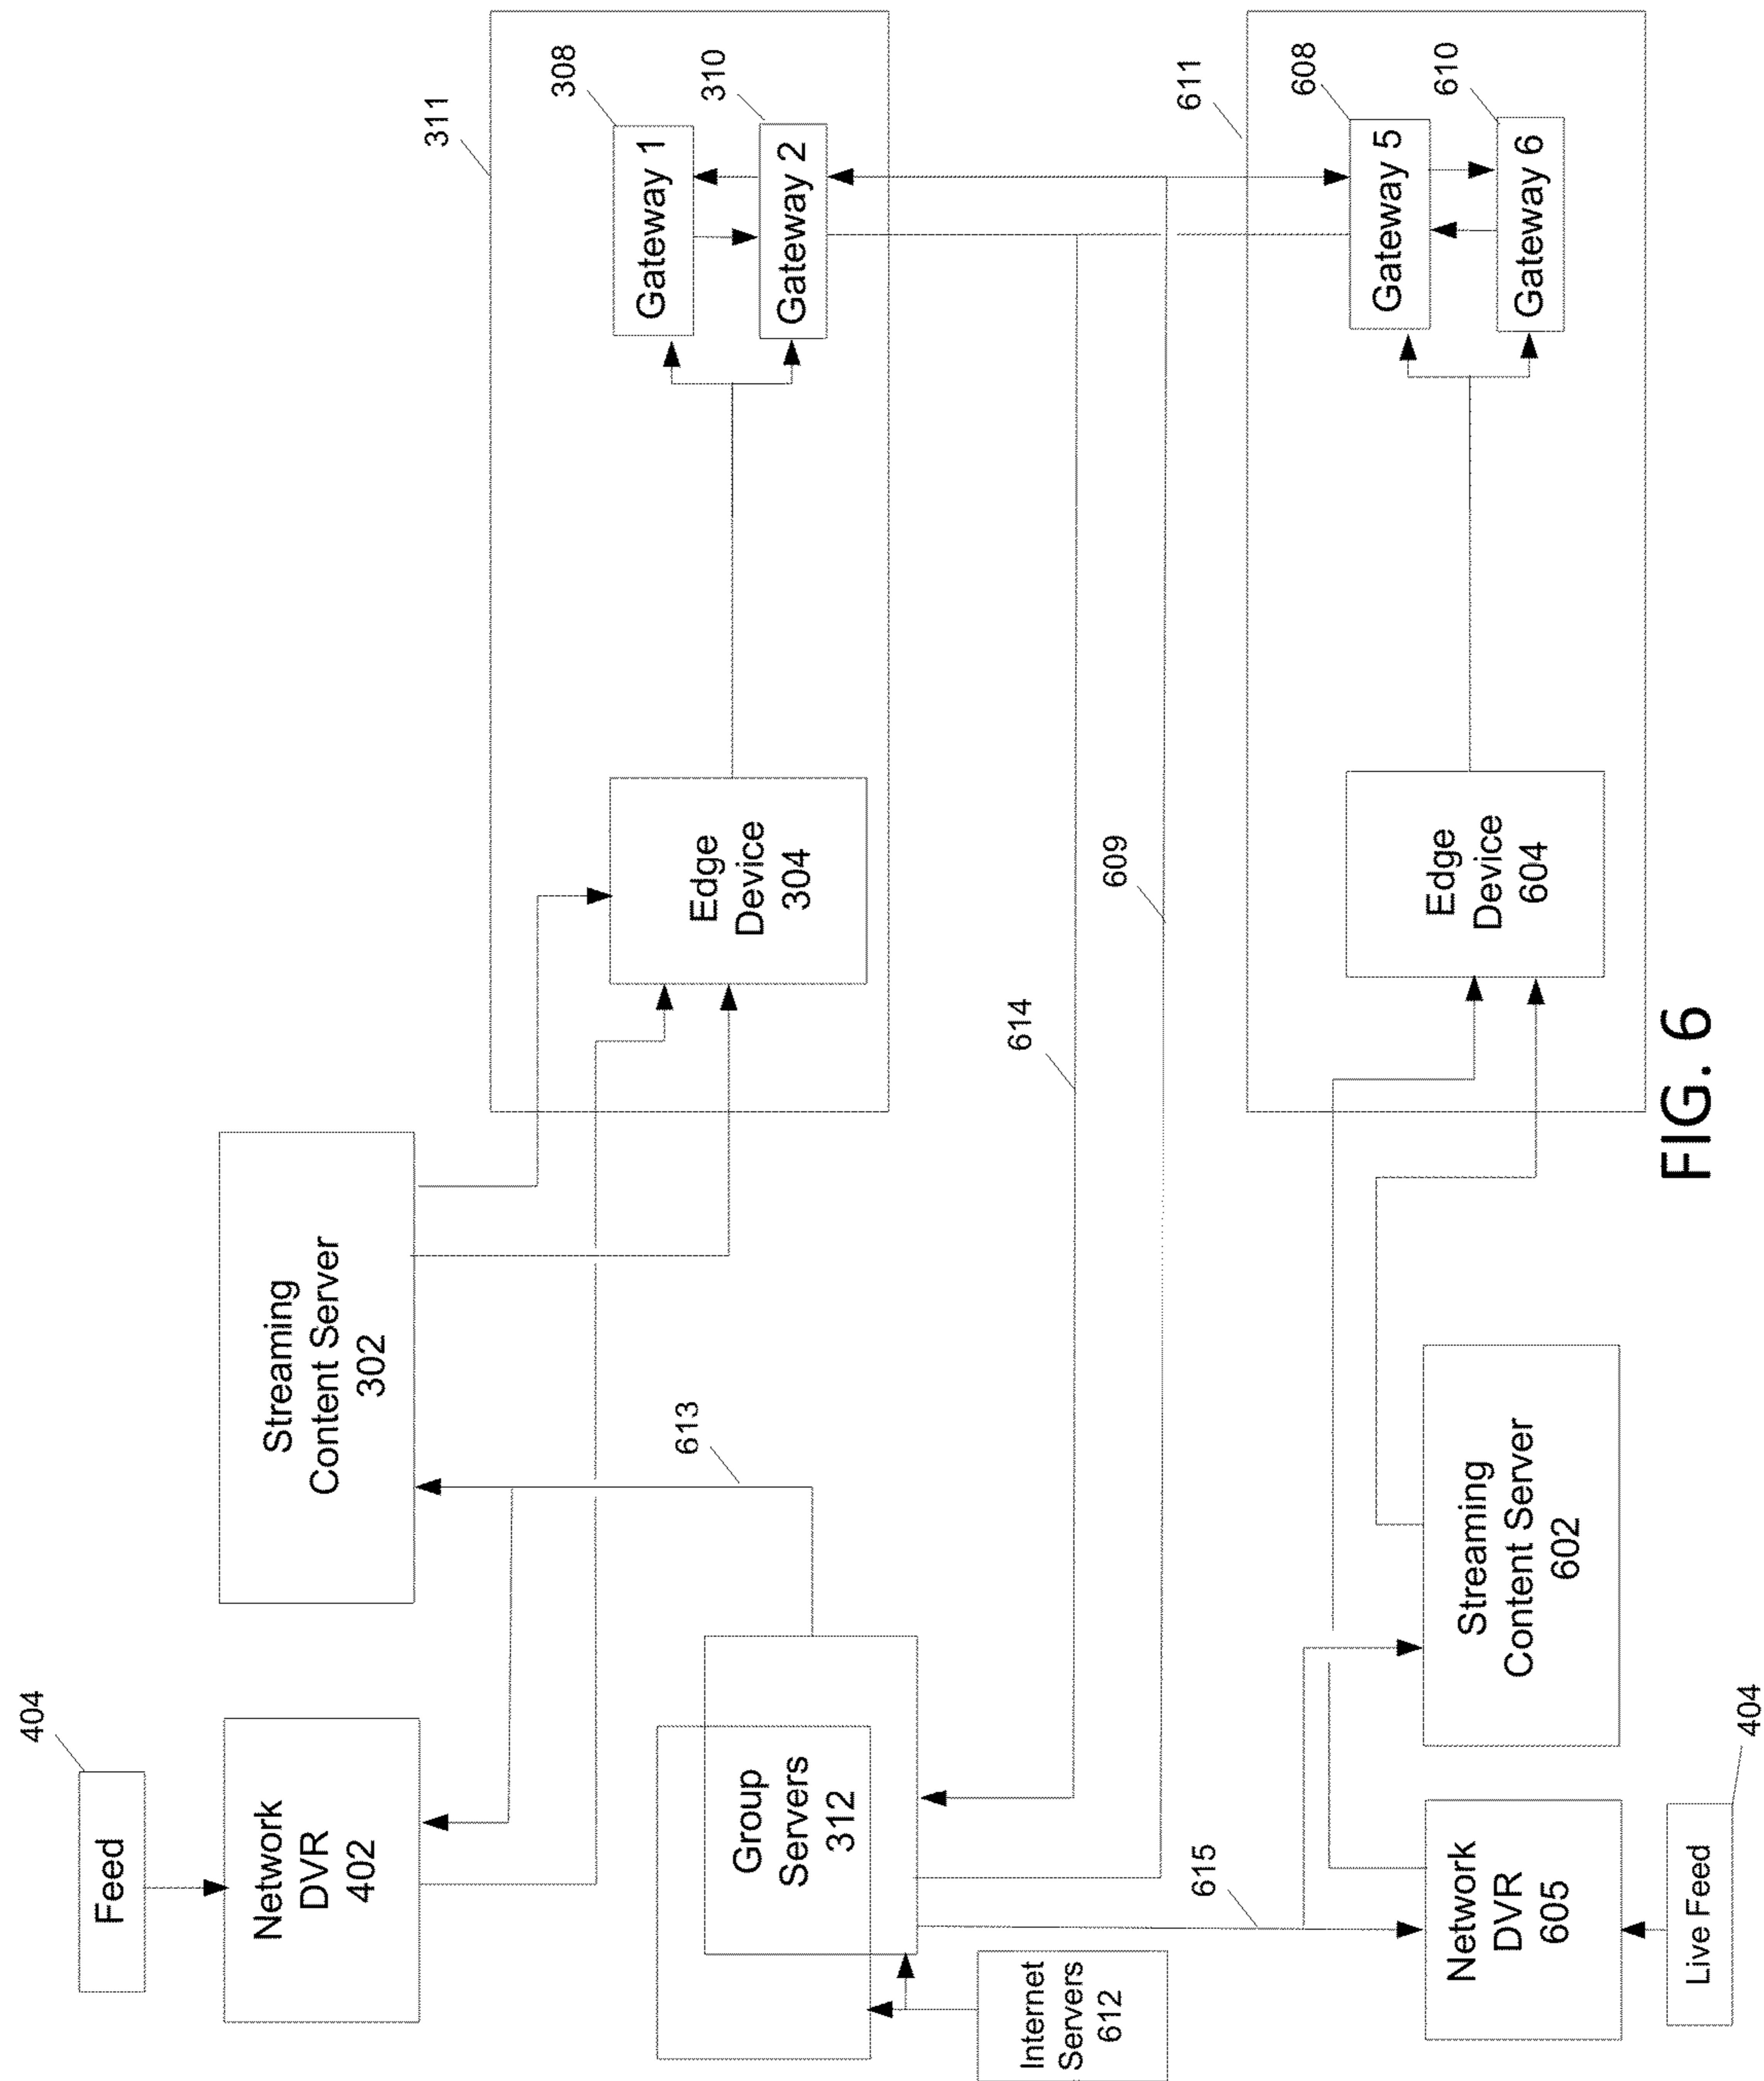 404
Feed
Network
DVR
402
Streaming
Content Server
302
311
308
Gateway 1
310
Gateway 2
Edge
Device
304
613
Group
Servers
312
614
609
615
Internet
Servers
612
Network
DVR
605
Live Feed
404
Streaming
Content Server
602
611
608
Gateway 5
610
Gateway 6
Edge
Device
604
FIG. 6